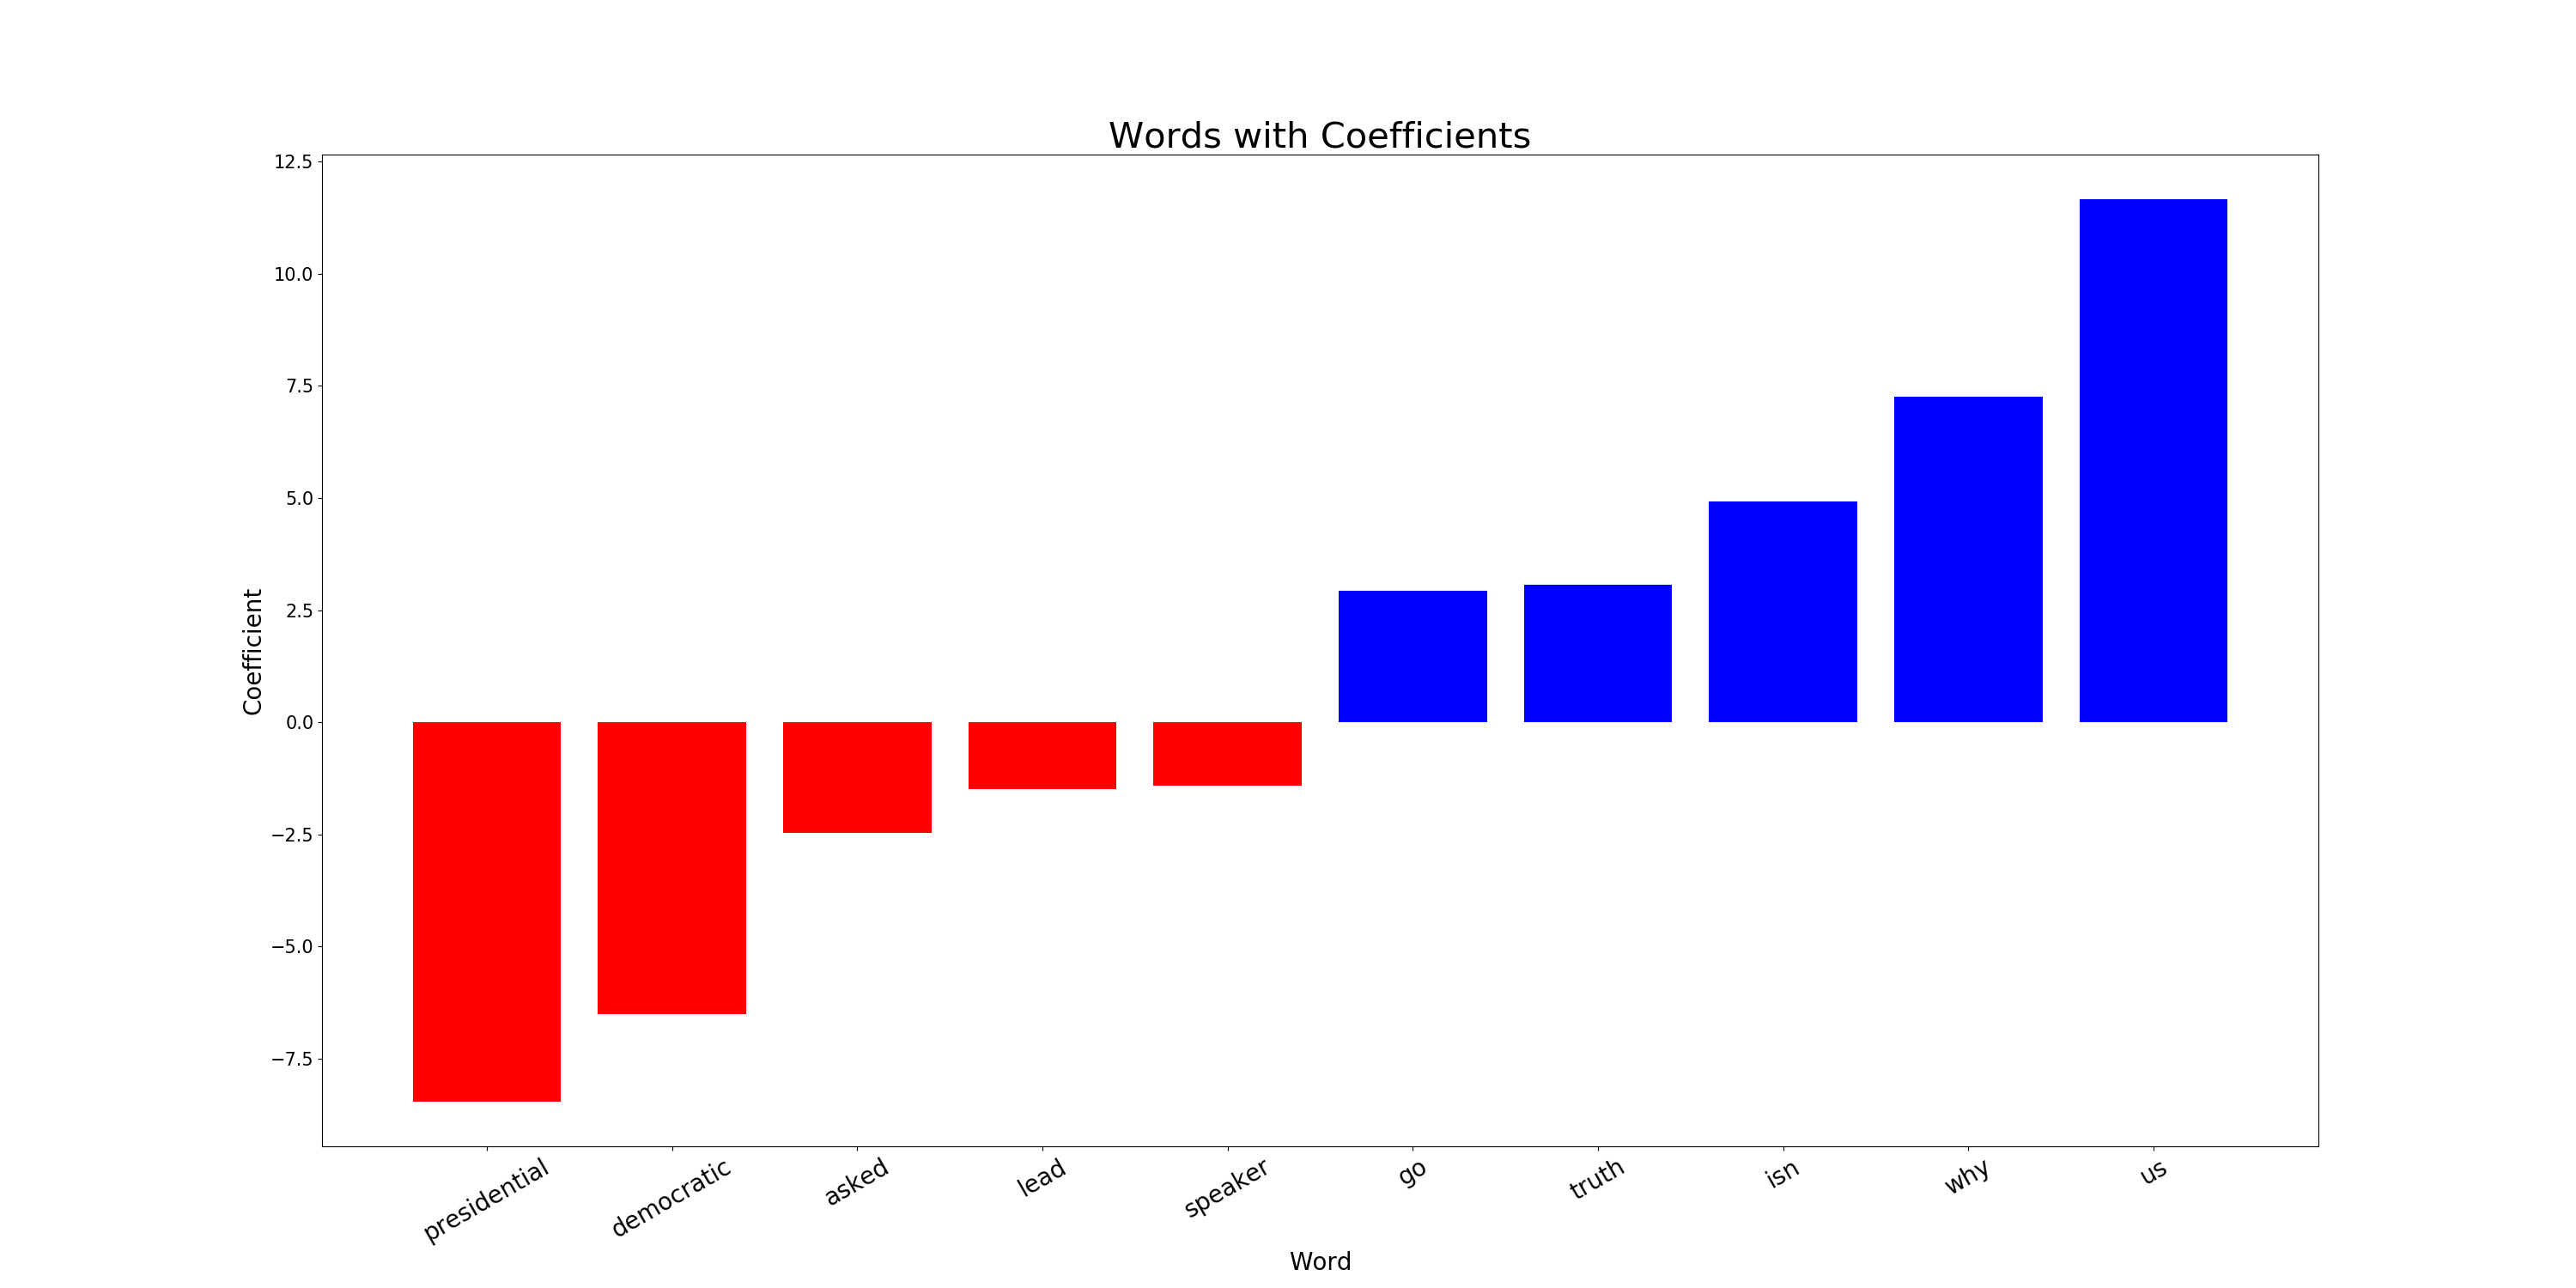 Words with Coefficients
12.5
10.0
7.5
5.0
2.5
0.0
−2.5
−5.0
−7.5
Coefficient
presidential democratic asked lead speaker go truth isn why us
Word